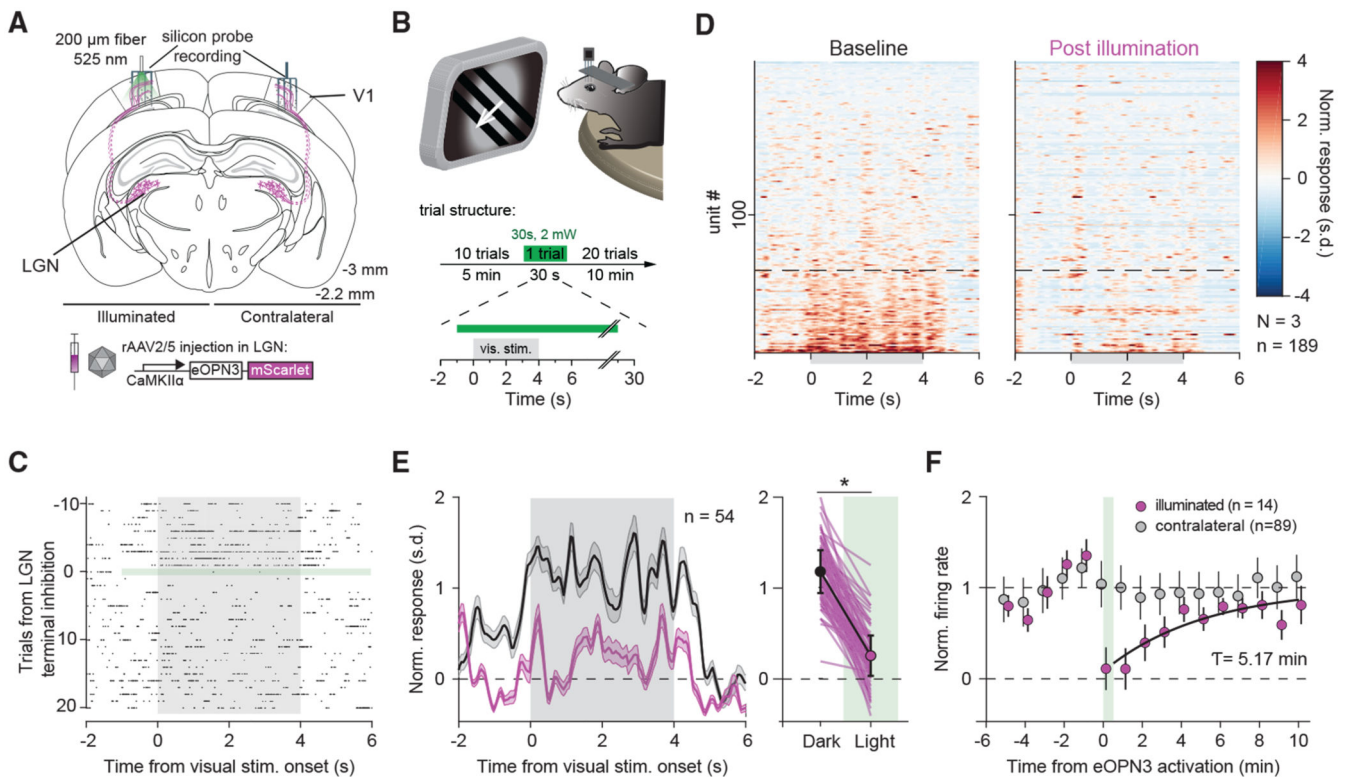 A
200 µm fiber
525 nm
silicon probe
recording
V1
LGN
-3 mm
-2.2 mm
Illuminated
Contralateral
rAAV2/5 injection in LGN:
CaMKIIα
eOPN3
mScarlet
B
trial structure:
30s, 2 mW
10 trials
1 trial
20 trials
5 min
30 s
10 min
vis. stim.
-2 0 2 4 6 30
Time (s)
D
Baseline
Post illumination
unit #
100
-2 0 2 4 6
Time (s)
-2 0 2 4 6
Time (s)
4
2
0
-2
-4
Norm. response (s.d.)
N = 3
n = 189
C
Trials from LGN
terminal inhibition
-10
0
10
20
-2 0 2 4 6
Time from visual stim. onset (s)
E
Norm. response (s.d.)
2
1
0
n = 54
-2 0 2 4 6
Time from visual stim. onset (s)
2
1
0
*
Dark Light
F
Norm. firing rate
2
1
0
illuminated (n = 14)
contralateral (n=89)
Ƭ= 5.17 min
-6 -4 -2 0 2 4 6 8 10
Time from eOPN3 activation (min)